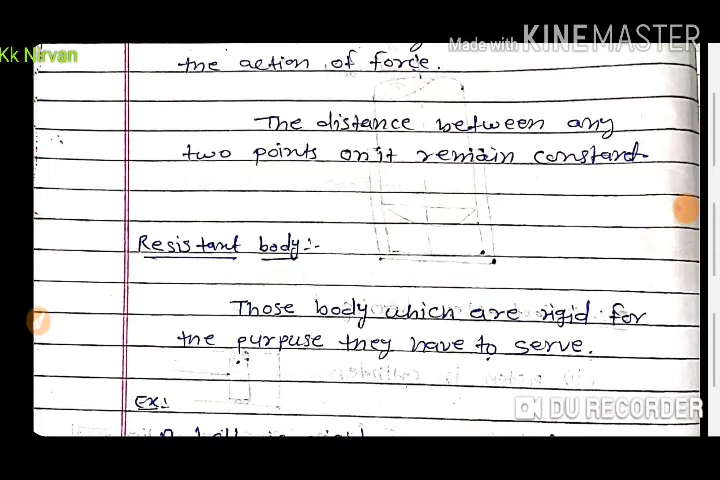 Kk Nirvan
Made with KINEMASTER
the action of force.
The distance between any
two points on it remain constant
Resistant body:-
Those body which are rigid for
the purpuse they have to serve.
Ex:
DU RECORDER